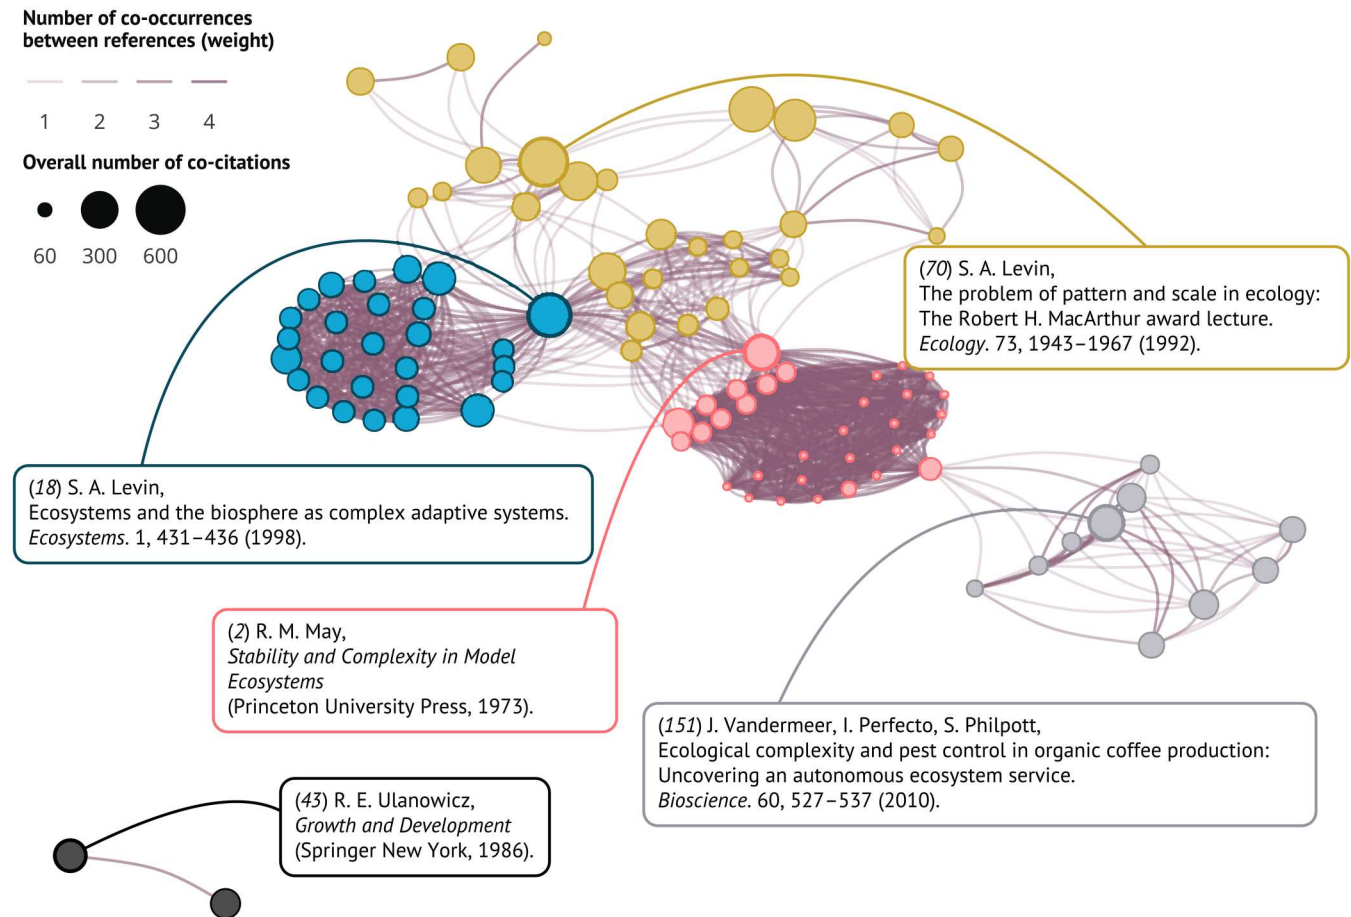 Number of co-occurrences
between references (weight)
1 2 3 4
Overall number of co-citations
60 300 600
(70) S. A. Levin,
The problem of pattern and scale in ecology:
The Robert H. MacArthur award lecture.
Ecology. 73, 1943–1967 (1992).
(18) S. A. Levin,
Ecosystems and the biosphere as complex adaptive systems.
Ecosystems. 1, 431–436 (1998).
(2) R. M. May,
Stability and Complexity in Model
Ecosystems
(Princeton University Press, 1973).
(151) J. Vandermeer, I. Perfecto, S. Philpott,
Ecological complexity and pest control in organic coffee production:
Uncovering an autonomous ecosystem service.
Bioscience. 60, 527–537 (2010).
(43) R. E. Ulanowicz,
Growth and Development
(Springer New York, 1986).